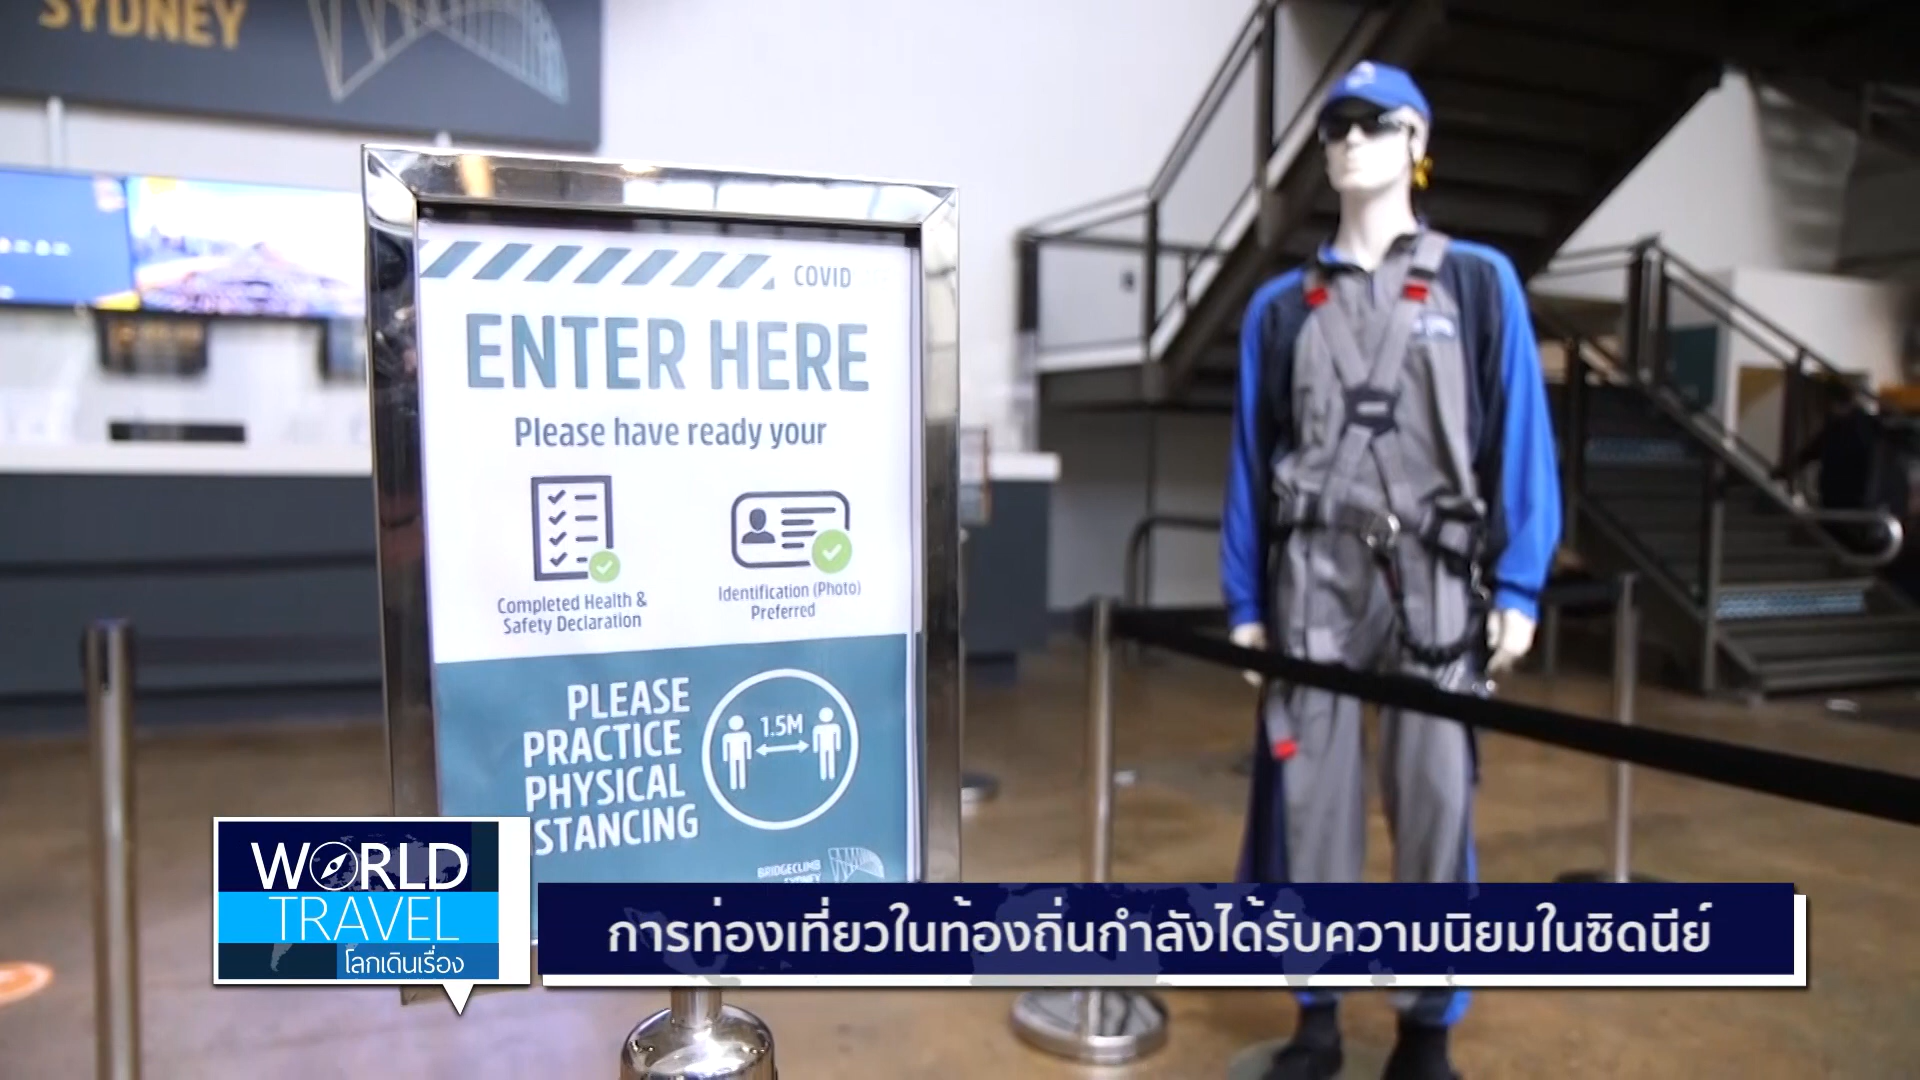 SYDNEY
COVID
ENTER HERE
Please have ready your
Completed Health &
Safety Declaration
Identification (Photo)
Preferred
PLEASE
PRACTICE
PHYSICAL
STANCING
1.5M
BRIDGECLIMB
SYDNEY
WORLD
TRAVEL
โลกเดินเรื่อง
การท่องเที่ยวในท้องถิ่นกำลังได้รับความนิยมในซิดนีย์